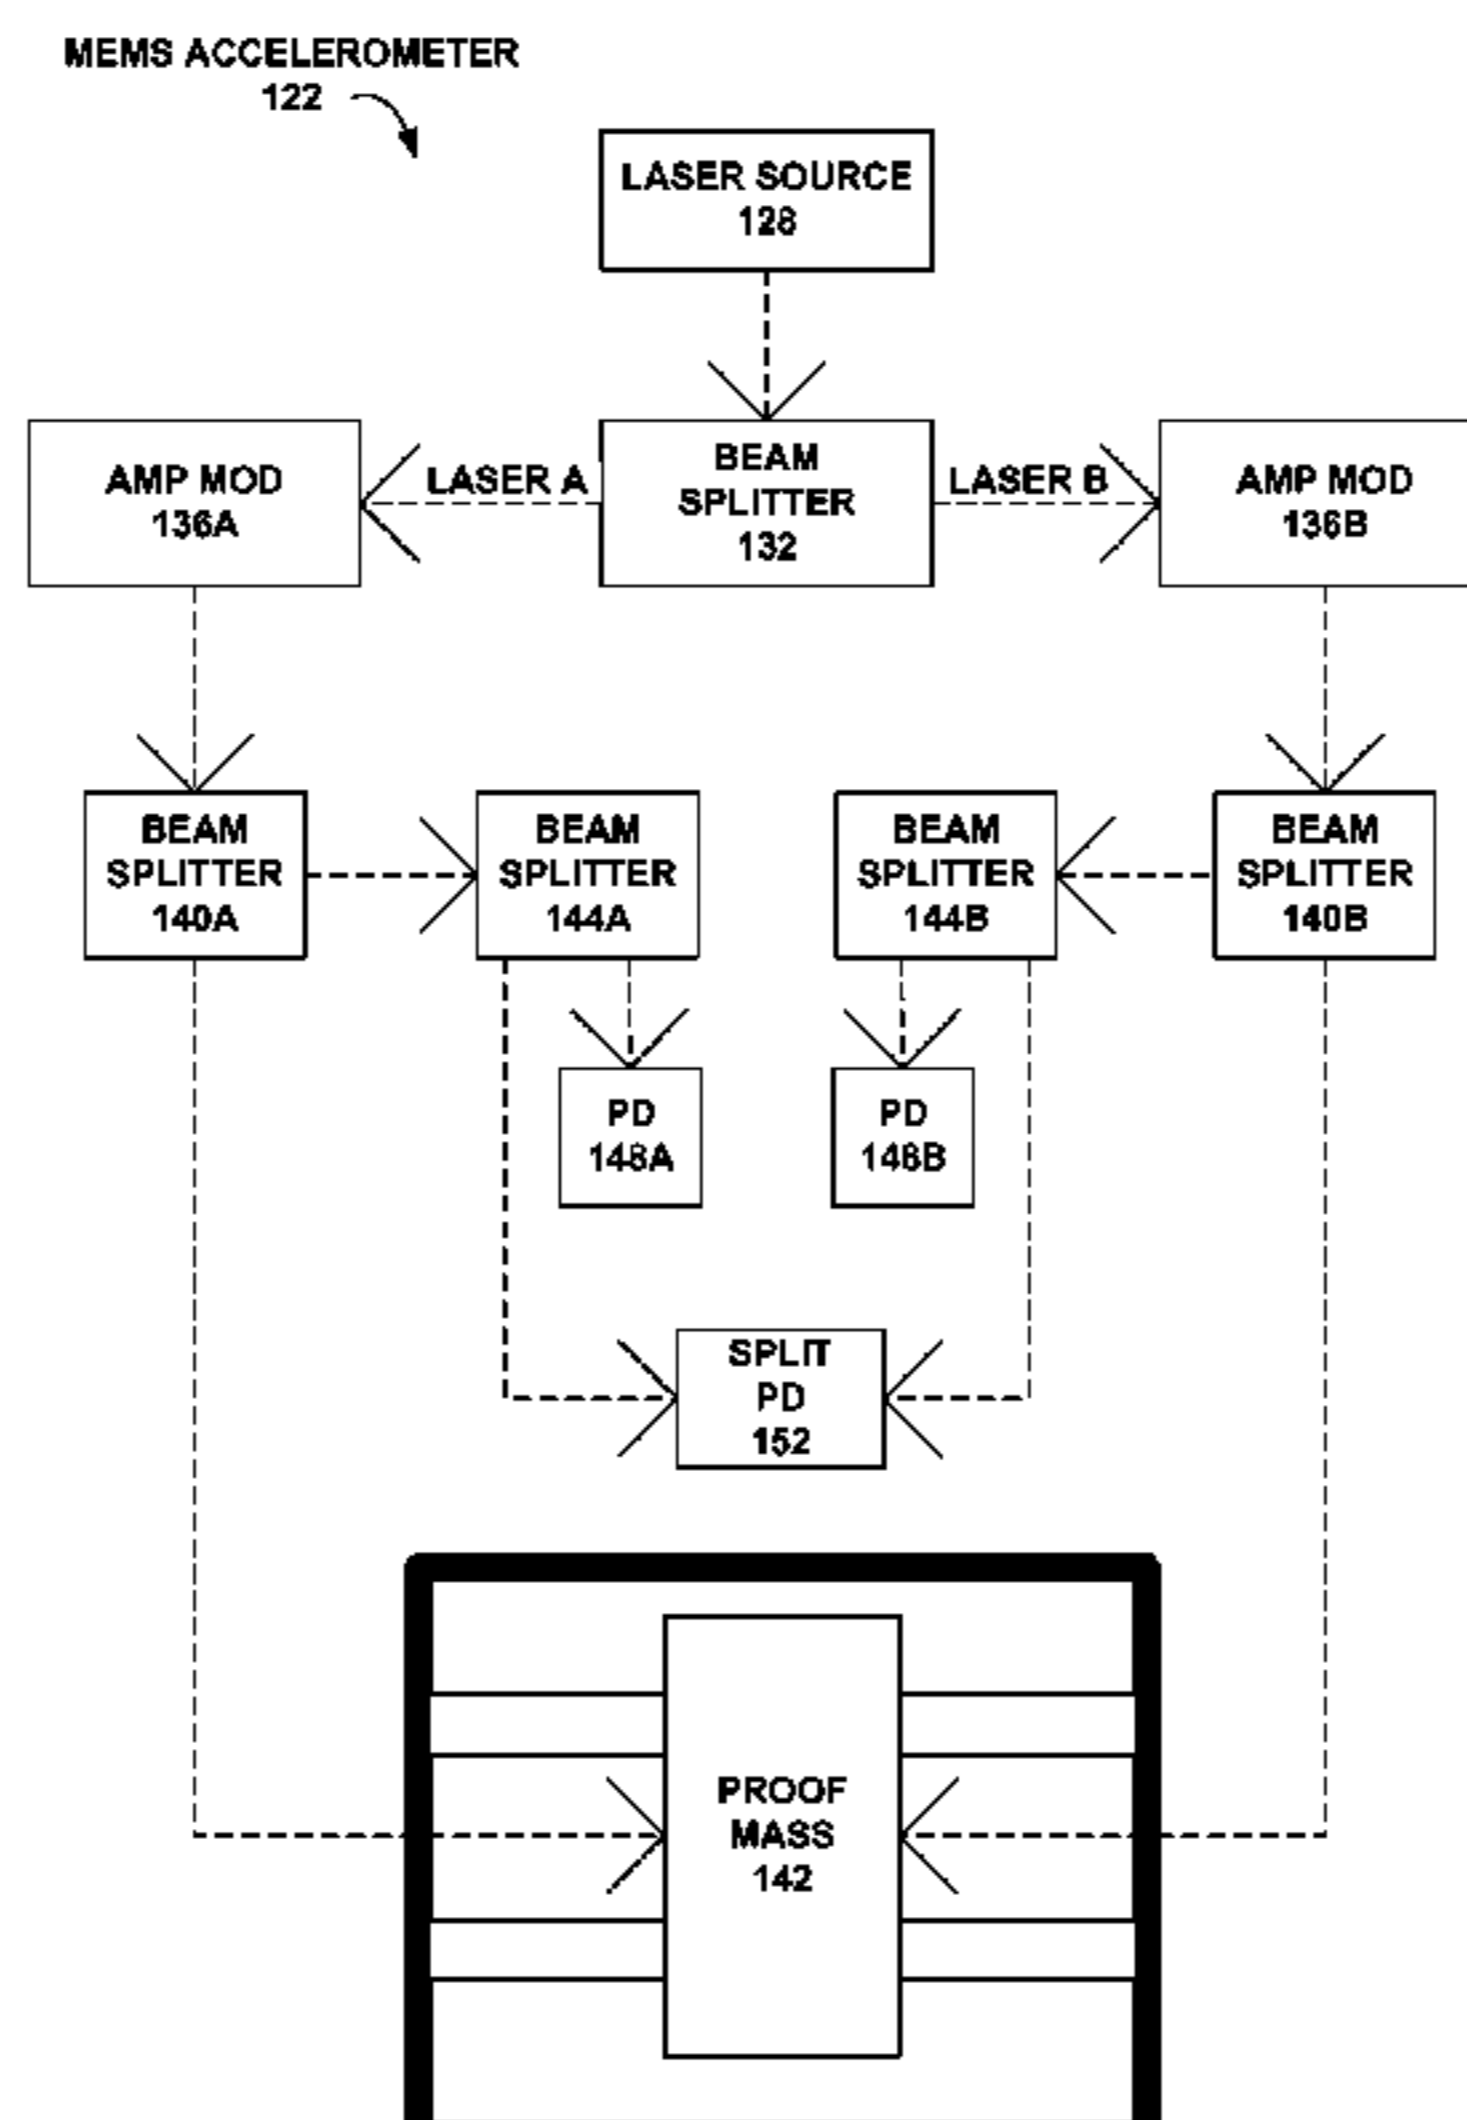 MEMS ACCELEROMETER
122
LASER SOURCE
128
AMP MOD
136A
LASER A
BEAM
SPLITTER
132
LASER B
AMP MOD
136B
BEAM
SPLITTER
140A
BEAM
SPLITTER
144A
BEAM
SPLITTER
144B
BEAM
SPLITTER
140B
PD
148A
PD
148B
SPLIT
PD
152
PROOF
MASS
142